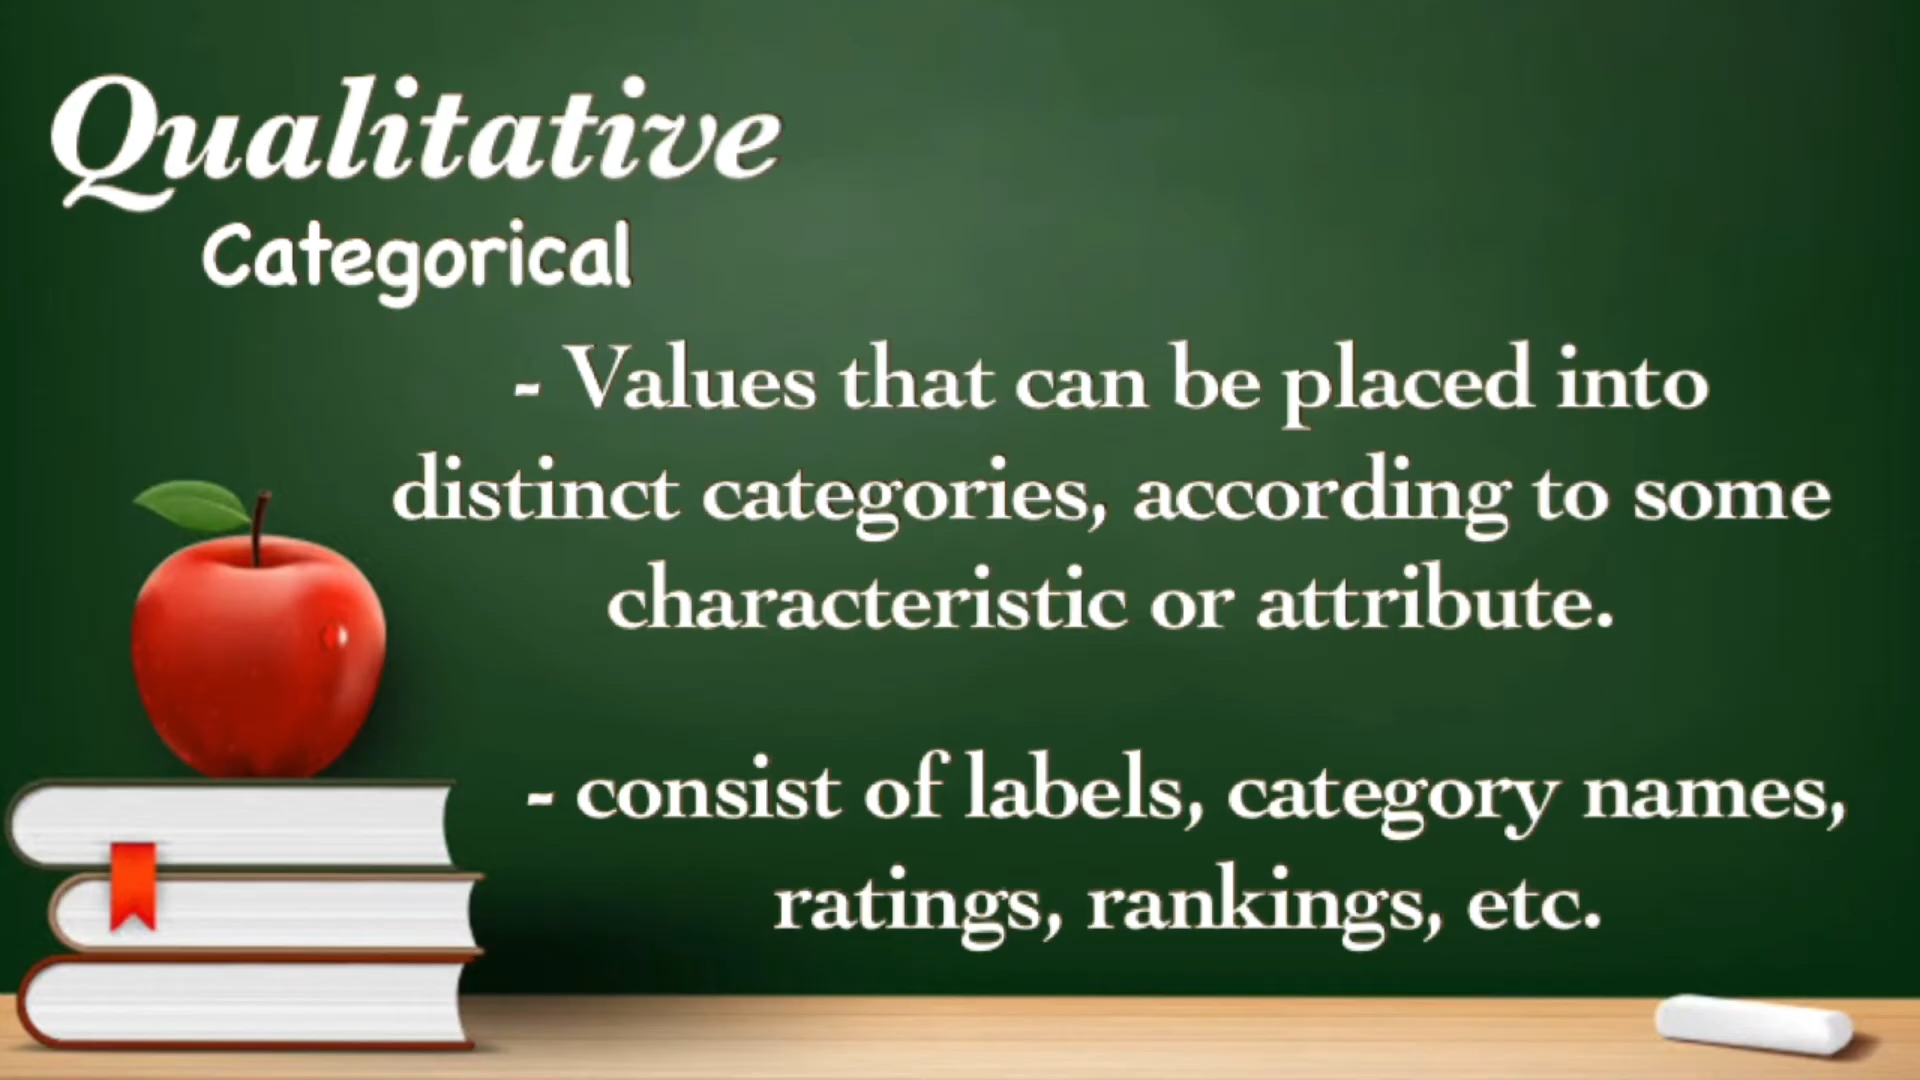 Qualitative
Categorical
- Values that can be placed into
distinct categories, according to some
characteristic or attribute.
- consist of labels, category names,
ratings, rankings, etc.